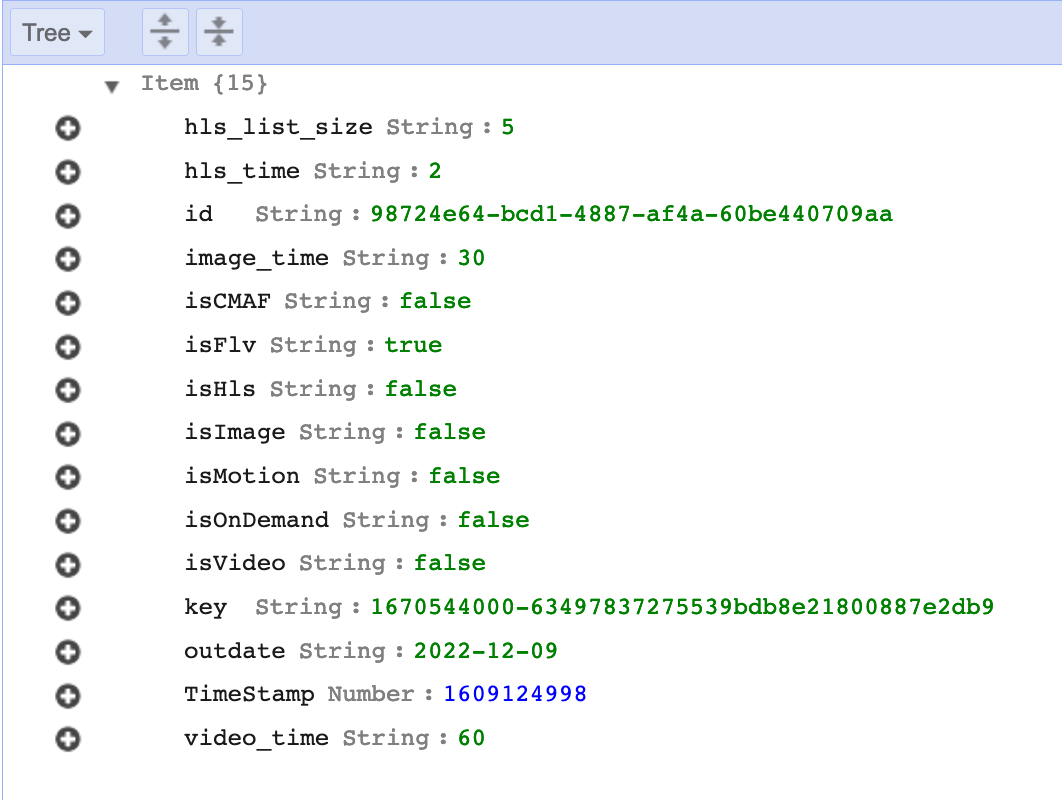 Tree
Item {15}
hls_list_size String : 5
hls_time String : 2
id String : 98724e64-bcd1-4887-af4a-60be440709aa
image_time String : 30
isCMAF String : false
isFlv String : true
isHls String : false
isImage String : false
isMotion String : false
isOnDemand String : false
isVideo String : false
key String : 1670544000-63497837275539bdb8e21800887e2db9
outdate String : 2022-12-09
TimeStamp Number : 1609124998
video_time String : 60